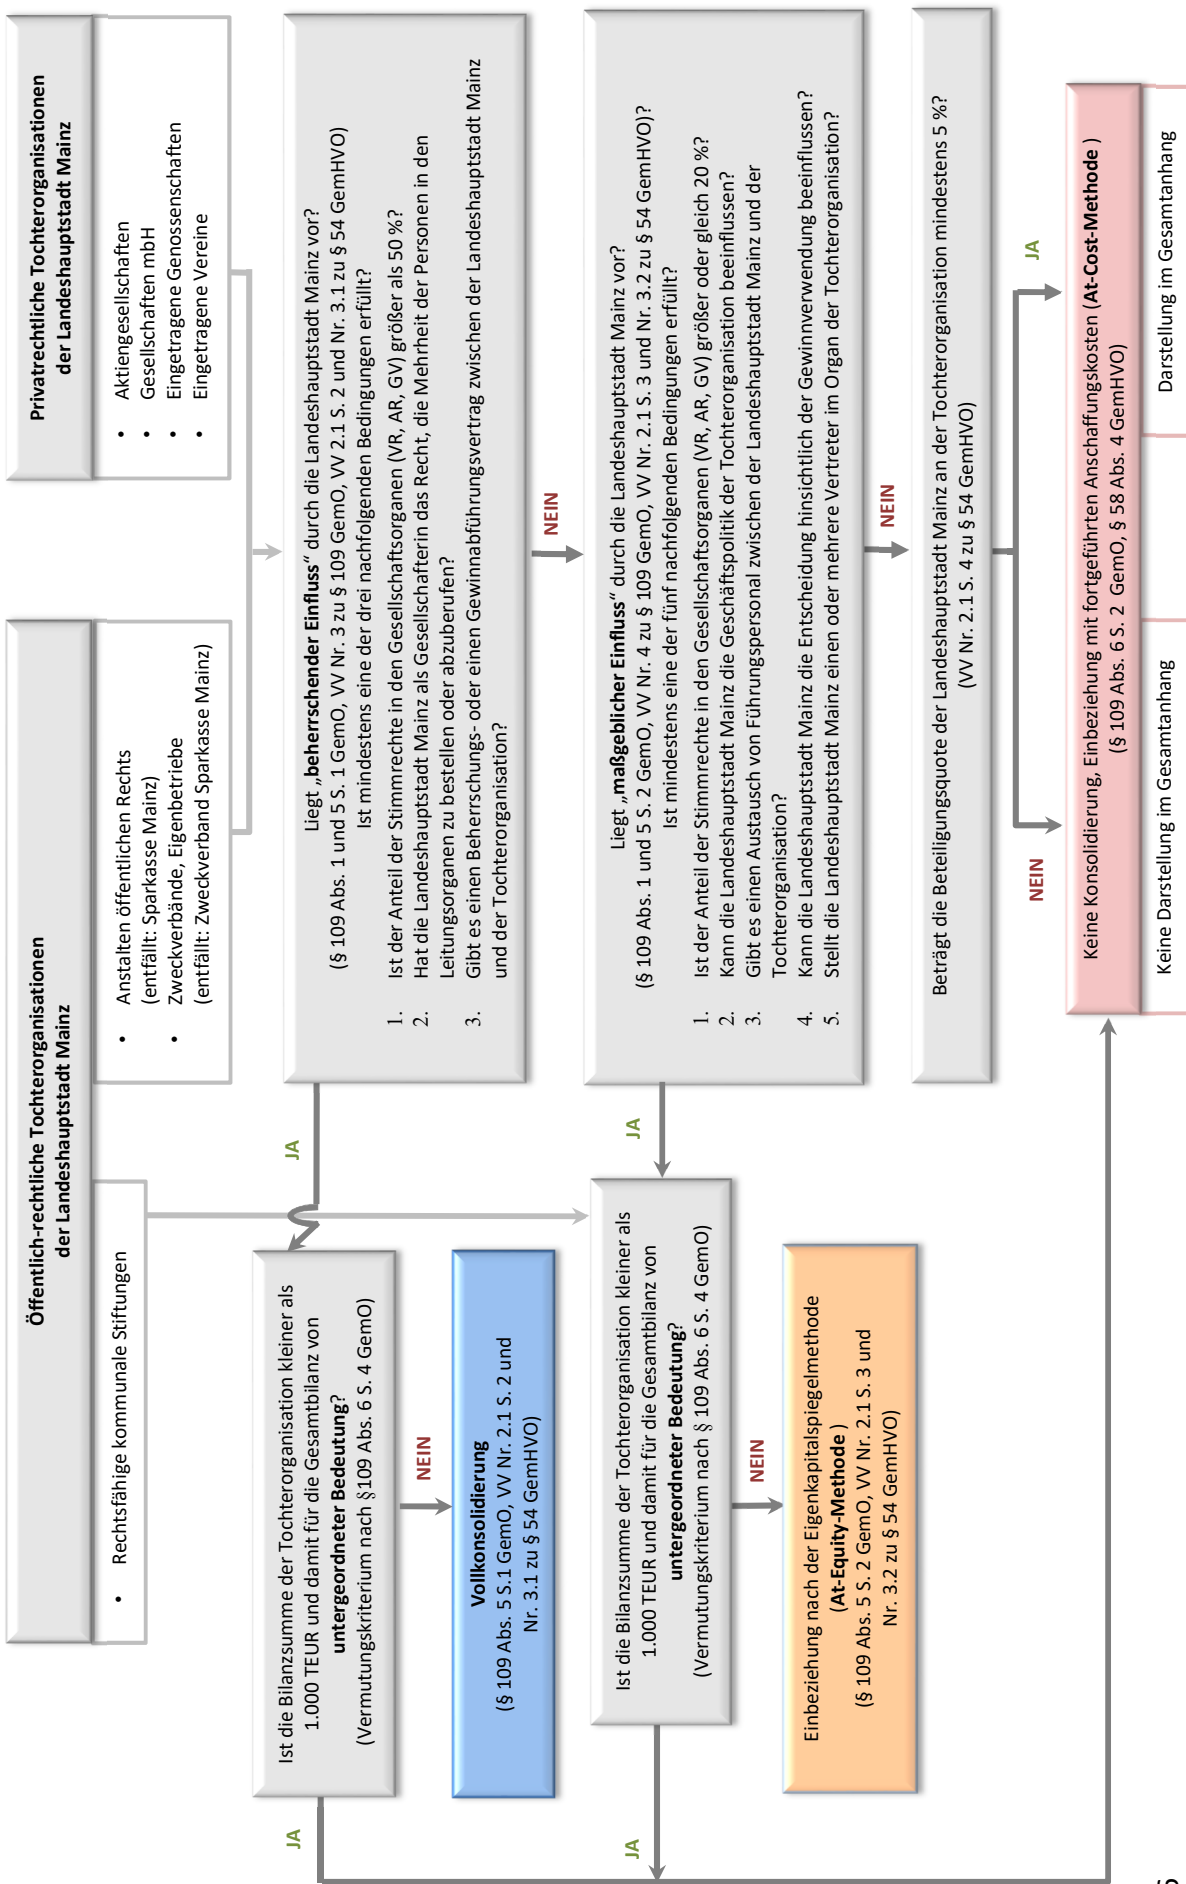 Öffentlich-rechtliche Tochterorganisationen
der Landeshauptstadt Mainz
• Rechtsfähige kommunale Stiftungen
• Anstalten öffentlichen Rechts
(entfällt: Sparkasse Mainz)
• Zweckverbände, Eigenbetriebe
(entfällt: Zweckverband Sparkasse Mainz)
Privatrechtliche Tochterorganisationen
der Landeshauptstadt Mainz
• Aktiengesellschaften
• Gesellschaften mbH
• Eingetragene Genossenschaften
• Eingetragene Vereine
Liegt „beherrschender Einfluss“ durch die Landeshauptstadt Mainz vor?
(§ 109 Abs. 1 und 5 S. 1 GemO, VV Nr. 3 zu § 109 GemO, VV 2.1 S. 2 und Nr. 3.1 zu § 54 GemHVO)
Ist mindestens eine der drei nachfolgenden Bedingungen erfüllt?
1. Ist der Anteil der Stimmrechte in den Gesellschaftsorganen (VR, AR, GV) größer als 50 %?
2. Hat die Landeshauptstadt Mainz als Gesellschafterin das Recht, die Mehrheit der Personen in den
Leitungsorganen zu bestellen oder abzuberufen?
3. Gibt es einen Beherrschungs- oder einen Gewinnabführungsvertrag zwischen der Landeshauptstadt Mainz
und der Tochterorganisation?
JA
NEIN
Ist die Bilanzsumme der Tochterorganisation kleiner als
1.000 TEUR und damit für die Gesamtbilanz von
untergeordneter Bedeutung?
(Vermutungskriterium nach §109 Abs. 6 S. 4 GemO)
JA
NEIN
Vollkonsolidierung
(§ 109 Abs. 5 S.1 GemO, VV Nr. 2.1 S. 2 und
Nr. 3.1 zu § 54 GemHVO)
Liegt „maßgeblicher Einfluss“ durch die Landeshauptstadt Mainz vor?
(§ 109 Abs. 1 und 5 S. 2 GemO, VV Nr. 4 zu § 109 GemO, VV Nr. 2.1 S. 3 und Nr. 3.2 zu § 54 GemHVO)?
Ist mindestens eine der fünf nachfolgenden Bedingungen erfüllt?
1. Ist der Anteil der Stimmrechte in den Gesellschaftsorganen (VR, AR, GV) größer oder gleich 20 %?
2. Kann die Landeshauptstadt Mainz die Geschäftspolitik der Tochterorganisation beeinflussen?
3. Gibt es einen Austausch von Führungspersonal zwischen der Landeshauptstadt Mainz und der
Tochterorganisation?
4. Kann die Landeshauptstadt Mainz die Entscheidung hinsichtlich der Gewinnverwendung beeinflussen?
5. Stellt die Landeshauptstadt Mainz einen oder mehrere Vertreter im Organ der Tochterorganisation?
JA
NEIN
Ist die Bilanzsumme der Tochterorganisation kleiner als
1.000 TEUR und damit für die Gesamtbilanz von
untergeordneter Bedeutung?
(Vermutungskriterium nach § 109 Abs. 6 S. 4 GemO)
JA
NEIN
Einbeziehung nach der Eigenkapitalspiegelmethode
(At-Equity-Methode )
(§ 109 Abs. 5 S. 2 GemO, VV Nr. 2.1 S. 3 und
Nr. 3.2 zu § 54 GemHVO)
Beträgt die Beteiligungsquote der Landeshauptstadt Mainz an der Tochterorganisation mindestens 5 %?
(VV Nr. 2.1 S. 4 zu § 54 GemHVO)
NEIN
JA
Keine Konsolidierung, Einbeziehung mit fortgeführten Anschaffungskosten (At-Cost-Methode )
(§ 109 Abs. 6 S. 2 GemO, § 58 Abs. 4 GemHVO)
Keine Darstellung im Gesamtanhang
Darstellung im Gesamtanhang